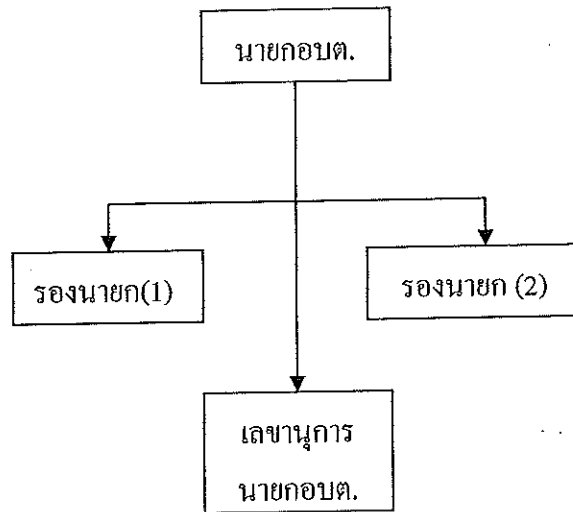 นายกอบต.
รองนายก(1)
รองนายก (2)
เลขานุการ
นายกอบต.